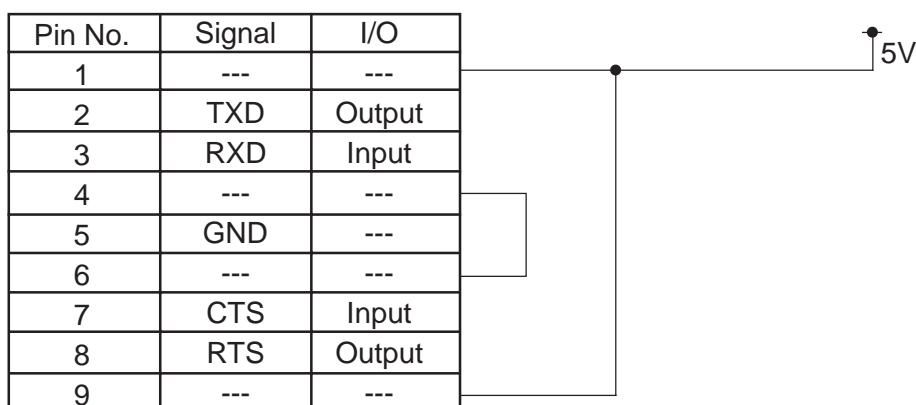 Pin No. Signal I/O
1 --- --- 5V
2 TXD Output
3 RXD Input
4 --- ---
5 GND ---
6 --- ---
7 CTS Input
8 RTS Output
9 --- ---